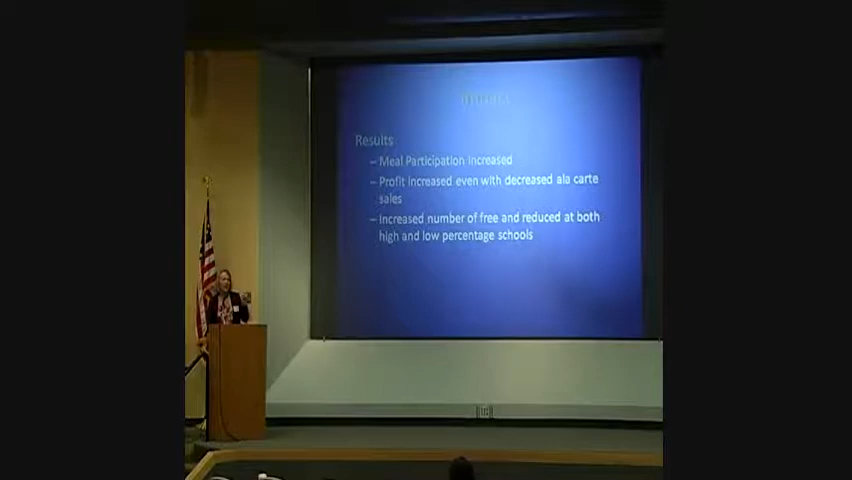 Results
– Meal Participation Increased
– Profit increased even with decreased ala carte
sales
– Increased number of free and reduced at both
high and low percentage schools